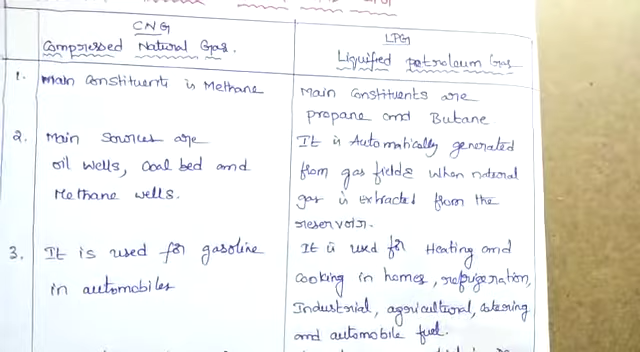 CNG
Compressed Natural Gas.
LPG
Liquified petroleum Gas
1. Main Constituent is Methane
Main Constituents are
propane and Butane
2. Main Sources are
oil wells, coal bed and
Methane wells.
It is Automatically generated
from gas fields when natural
gas is extracted from the
reservoir.
3. It is used for gasoline
in automobiles
It is used for Heating and
cooking in homes, refrigeration,
Industrial, agricultural, catering
and automobile fuel.